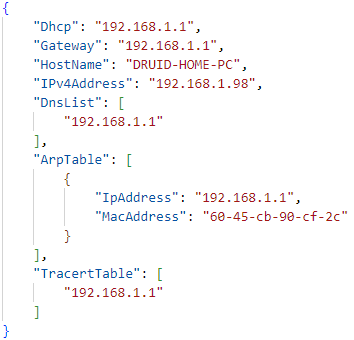 {
    "Dhcp": "192.168.1.1",
    "Gateway": "192.168.1.1",
    "HostName": "DRUID-HOME-PC",
    "IPv4Address": "192.168.1.98",
    "DnsList": [
        "192.168.1.1"
    ],
    "ArpTable": [
        {
            "IpAddress": "192.168.1.1",
            "MacAddress": "60-45-cb-90-cf-2c"
        }
    ],
    "TracertTable": [
        "192.168.1.1"
    ]
}